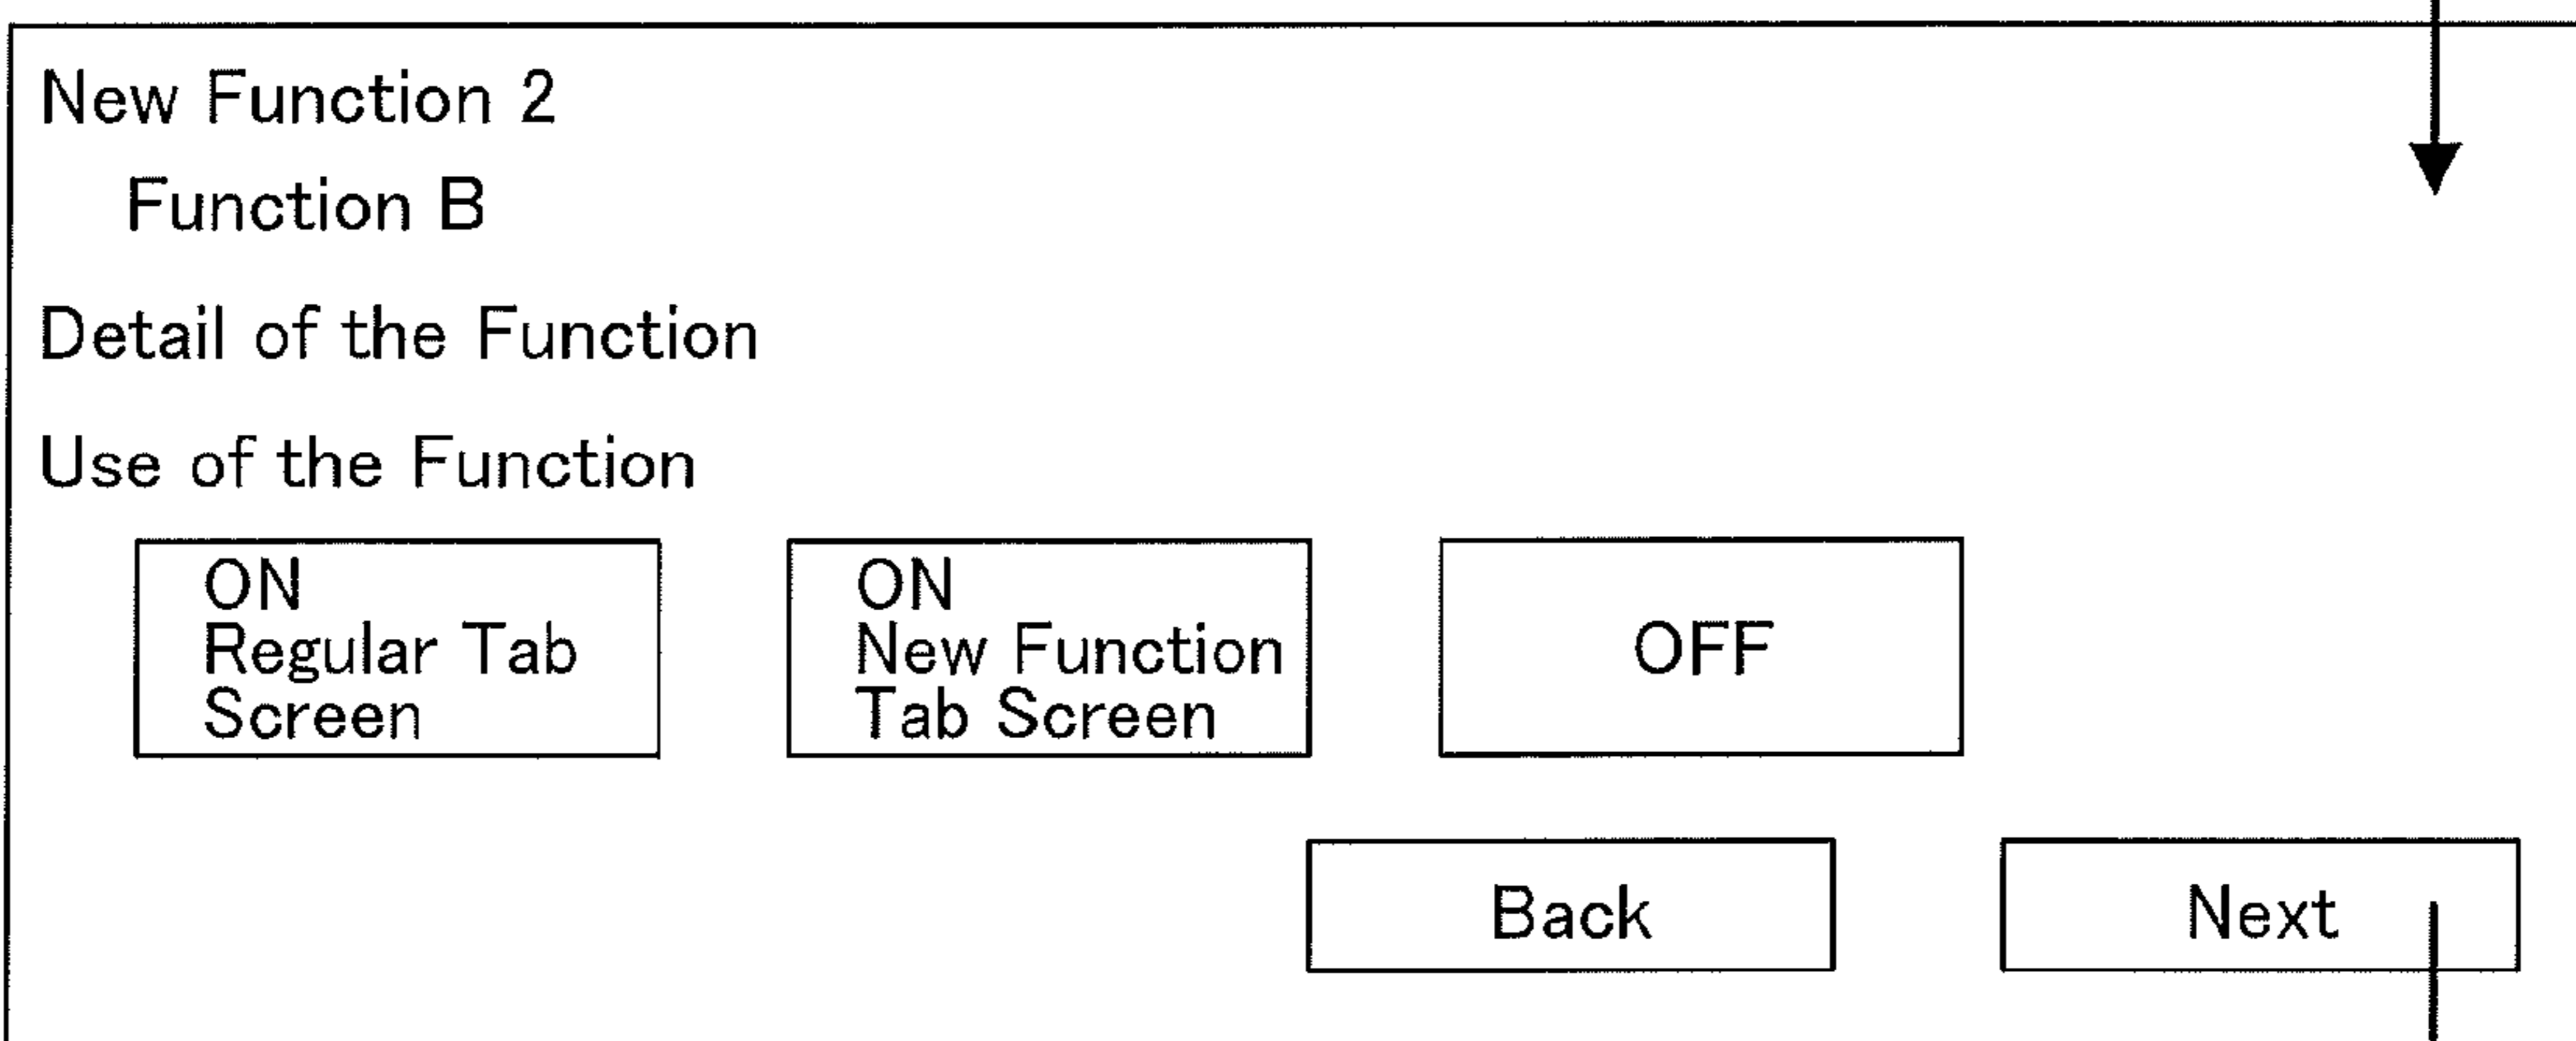 New Function 2
Function B
Detail of the Function
Use of the Function
ON
Regular Tab
Screen
ON
New Function
Tab Screen
OFF
Back
Next